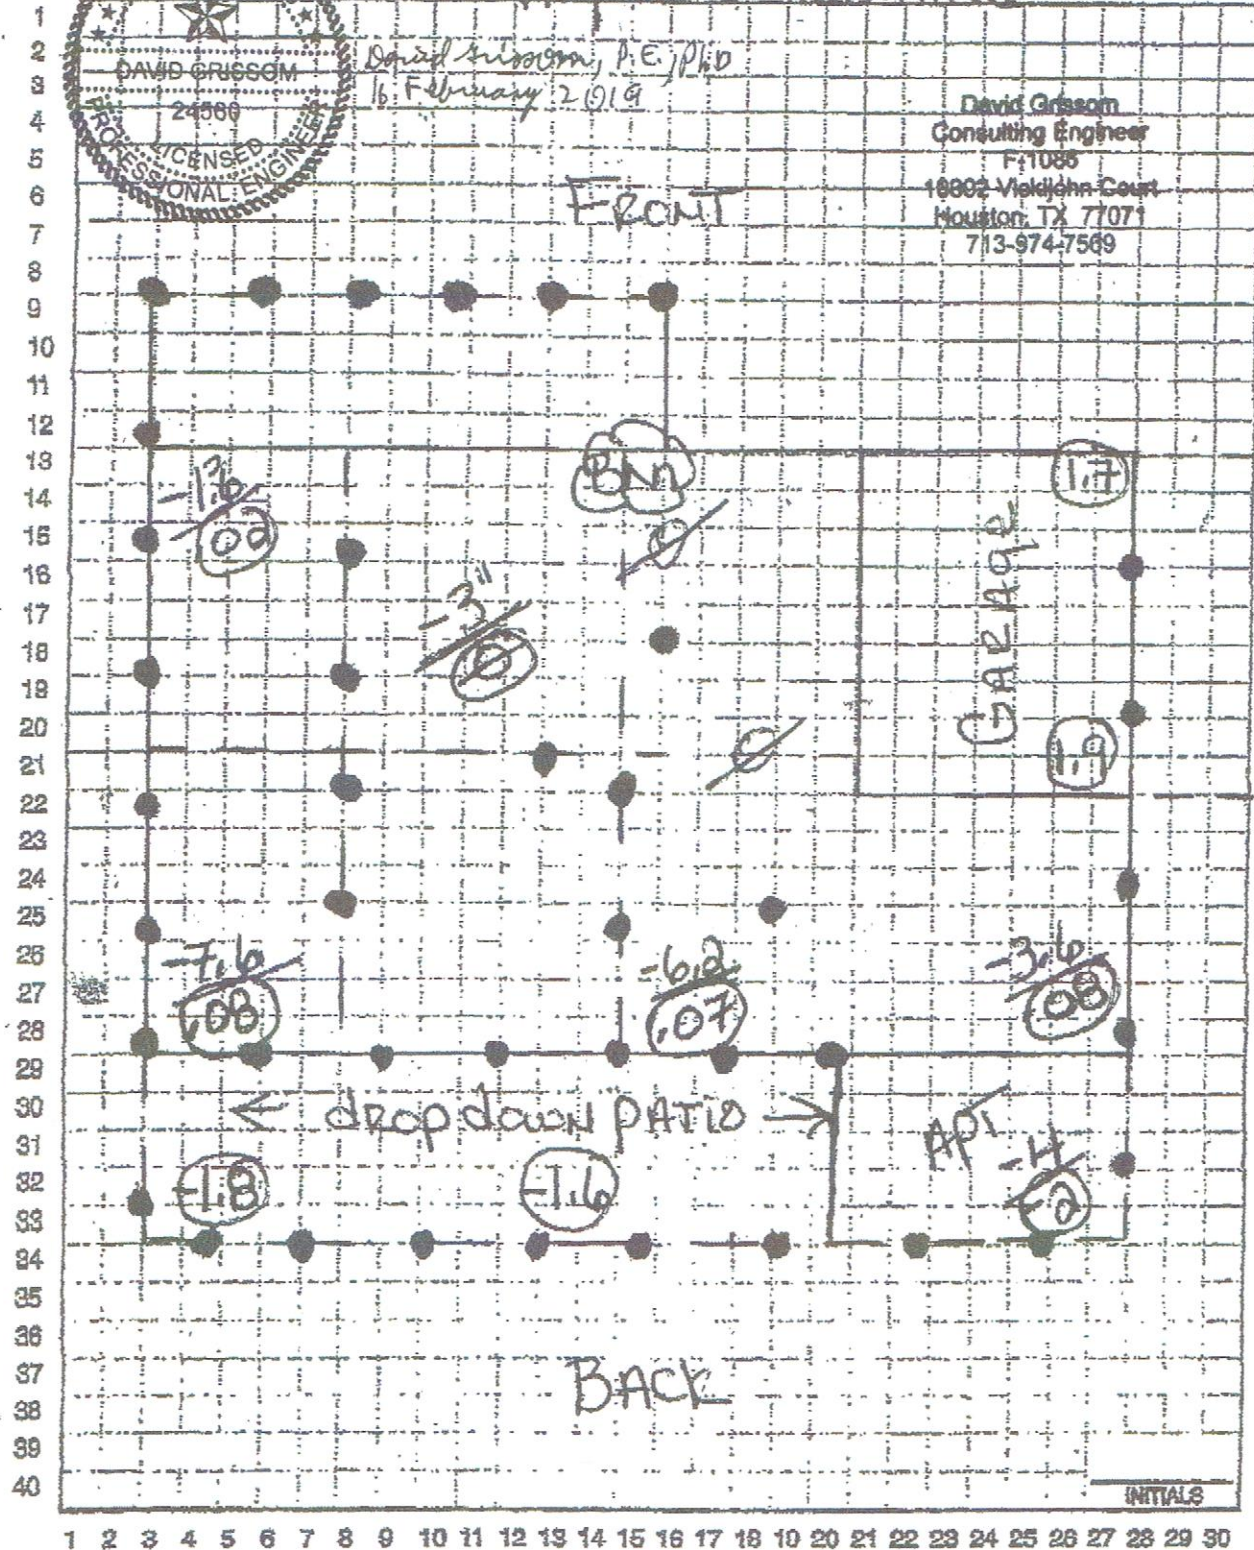 DAVID GRISSOM
24560
LICENSED
PROFESSIONAL ENGINEER
David Grissom, P.E., PhD
16 February 2019
David Grissom
Consulting Engineer
F-1086
Houston, TX 77071
713-974-7569
FRONT
BM
1.7
-1.6
.02
Ø
-3"
Ø
GARAGE
Ø
1.9
-7.6
.08
-6.2
.07
-3.6
.08
← drop down PATIO →
APT
-4
-2
-1.8
-1.6
BACK
INITIALS
1
2
3
4
5
6
7
8
9
10
11
12
13
14
15
16
17
18
19
20
21
22
23
24
25
26
27
28
29
30
31
32
33
34
35
36
37
38
39
40
1 2 3 4 5 6 7 8 9 10 11 12 13 14 15 16 17 18 19 20 21 22 23 24 25 26 27 28 29 30